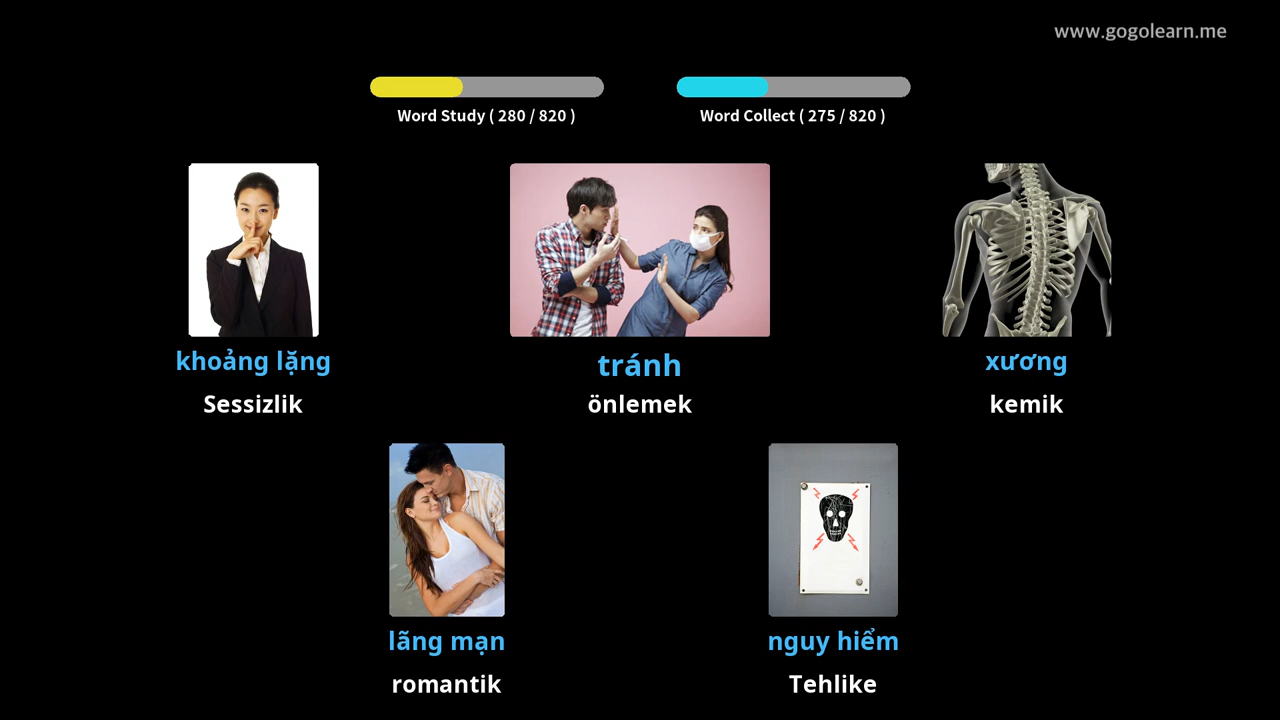 www.gogolearn.me
Word Study ( 280 / 820 )
Word Collect ( 275 / 820 )
khoảng lặng
Sessizlik
tránh
önlemek
xương
kemik
lãng mạn
romantik
nguy hiểm
Tehlike